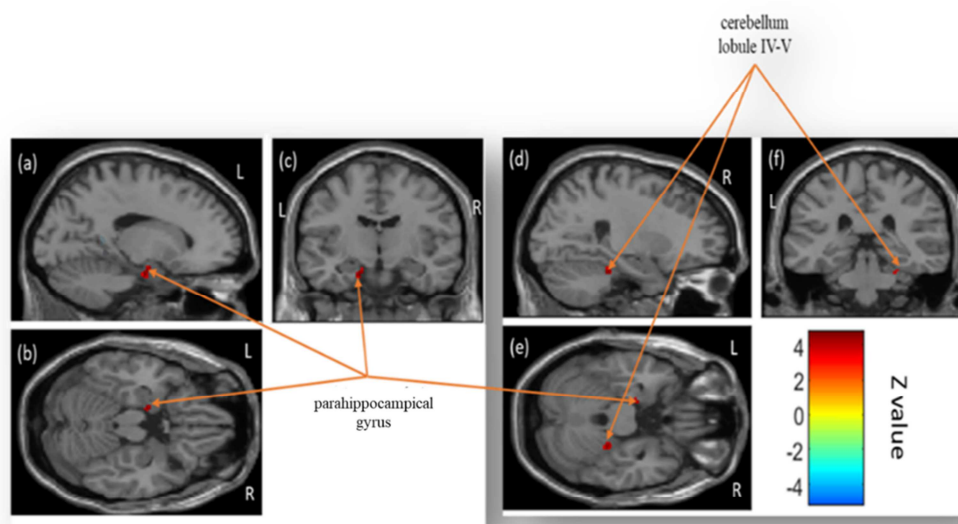 cerebellum
lobule IV-V
(a)
L
(c)
L
R
(d)
R
(f)
L
(b)
L
R
parahippocampical
gyrus
(e)
L
R
4
2
0
-2
-4
Z value